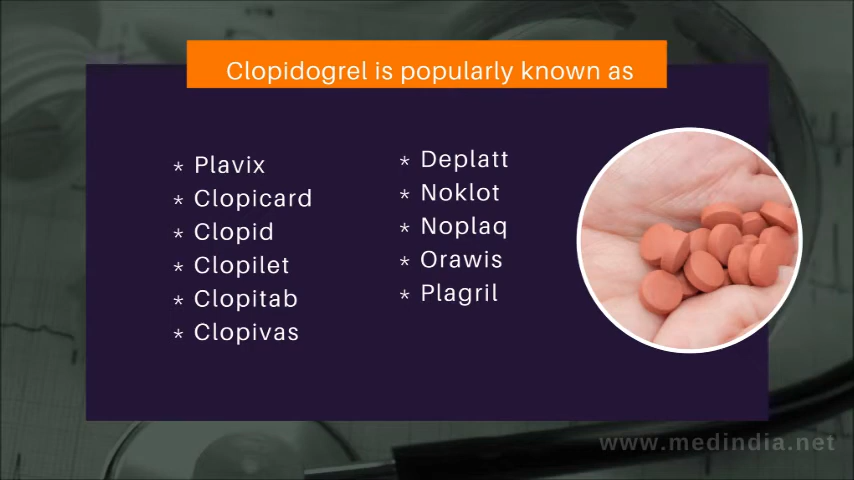 Clopidogrel is popularly known as
* Plavix
* Clopicard
* Clopid
* Clopilet
* Clopitab
* Clopivas
* Deplatt
* Noklot
* Noplaq
* Orawis
* Plagril
www.medindia.net